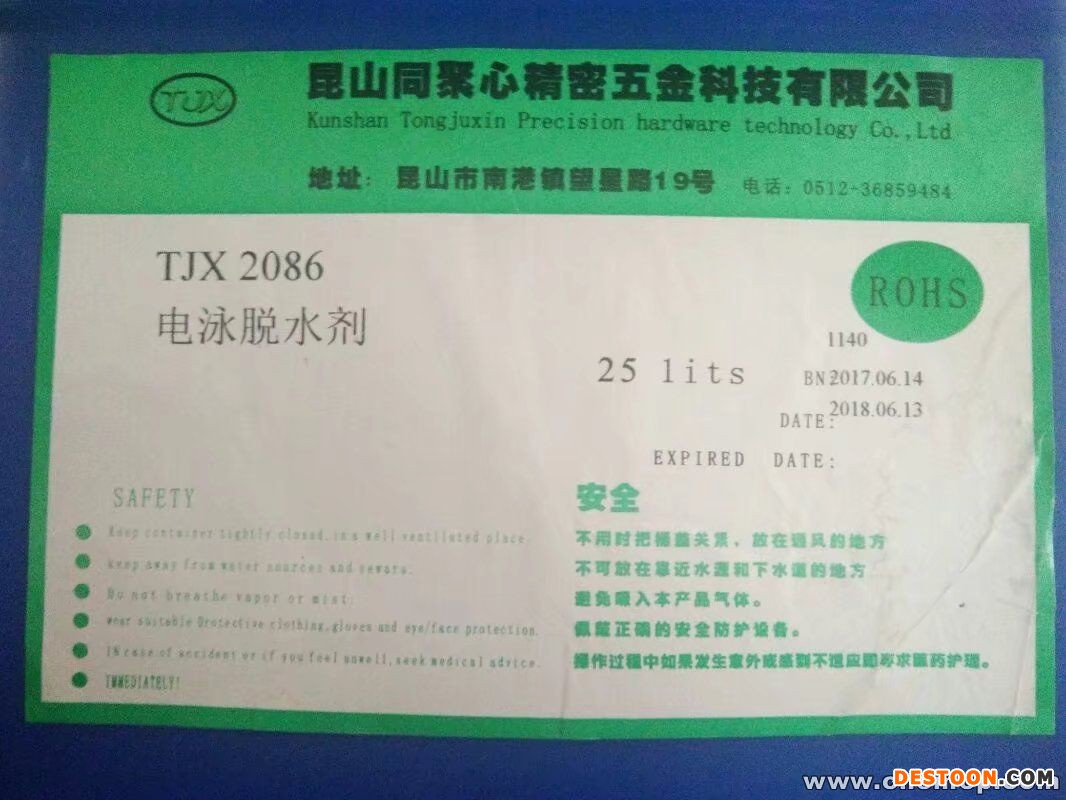 TJX
昆山同聚心精密五金科技有限公司
Kunshan Tongjuxin Precision hardware technology Co.,Ltd
地址: 昆山市南港镇望星路19号 电话: 0512-36859484
TJX 2086
电泳脱水剂
ROHS
25 lits
1140
BN:2017.06.14
2018.06.13
DATE:
EXPIRED DATE:
SAFETY
Keep container tightly closed, in a well ventilated place.
keep away from water sources and sewers.
Do not breathe vapor or mist.
wear suitable Protective clothing,gloves and eye/face protection.
IN case of accident or if you feel unwell,seek medical advice.
IMMEDIATELY!
安全
不用时把桶盖关紧、放在通风的地方
不可放在靠近水源和下水道的地方
避免吸入本产品气体。
佩戴正确的安全防护设备。
操作过程中如果发生意外或感到不适应即寻求医药护理。
DESTOON.COM